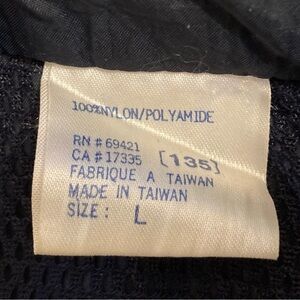 100%NYLON/POLYAMIDE
RN # 69421
CA # 17335 [135]
FABRIQUE A TAIWAN
MADE IN TAIWAN
SIZE: L